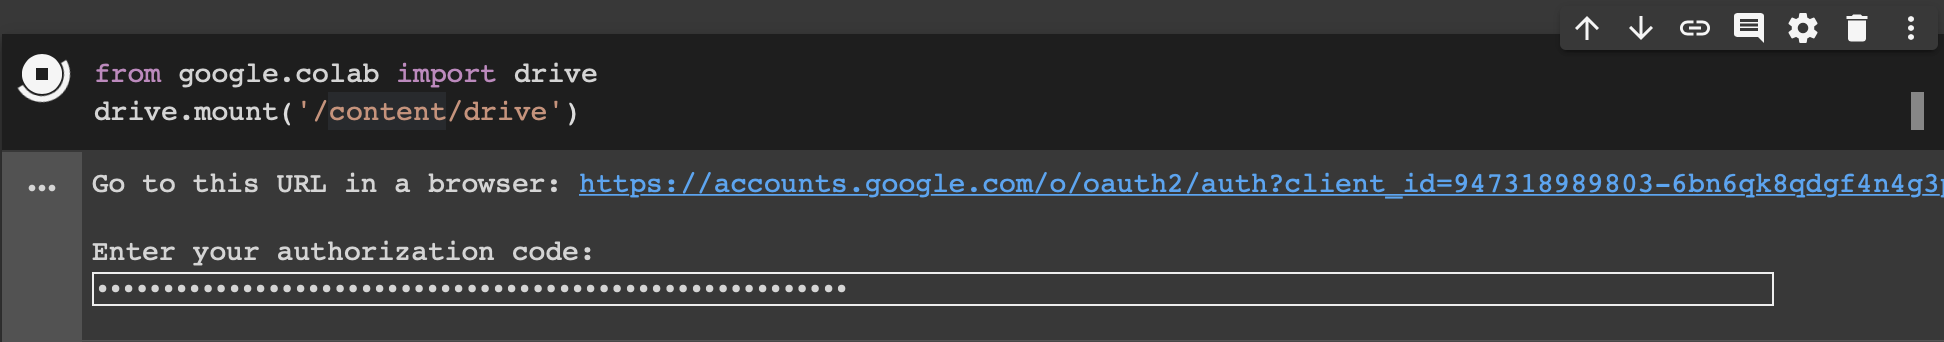 from google.colab import drive
drive.mount('/content/drive')
Go to this URL in a browser: https://accounts.google.com/o/oauth2/auth?client_id=947318989803-6bn6qk8qdgf4n4g3
Enter your authorization code: